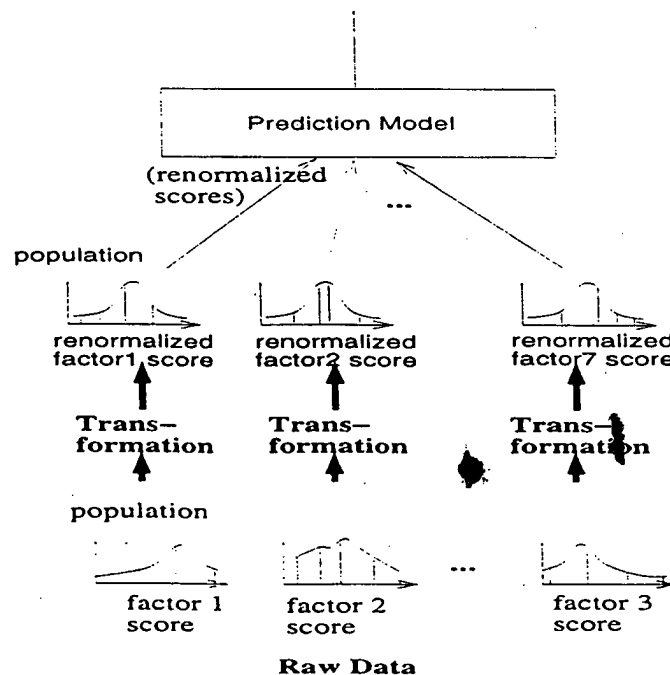 Prediction Model
(renormalized
scores)
...
population
renormalized
factor1 score
renormalized
factor2 score
renormalized
factor7 score
Trans-
formation
Trans-
formation
Trans-
formation
population
...
factor 1
score
factor 2
score
factor 3
score
Raw Data